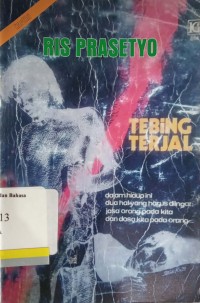 RIS PRASETYO
TEBING
TERJAL
dalam hidup ini
dua hal yang harus diingat
jasa orang pada kita
dan dosa kita pada orang
Bahasa
13